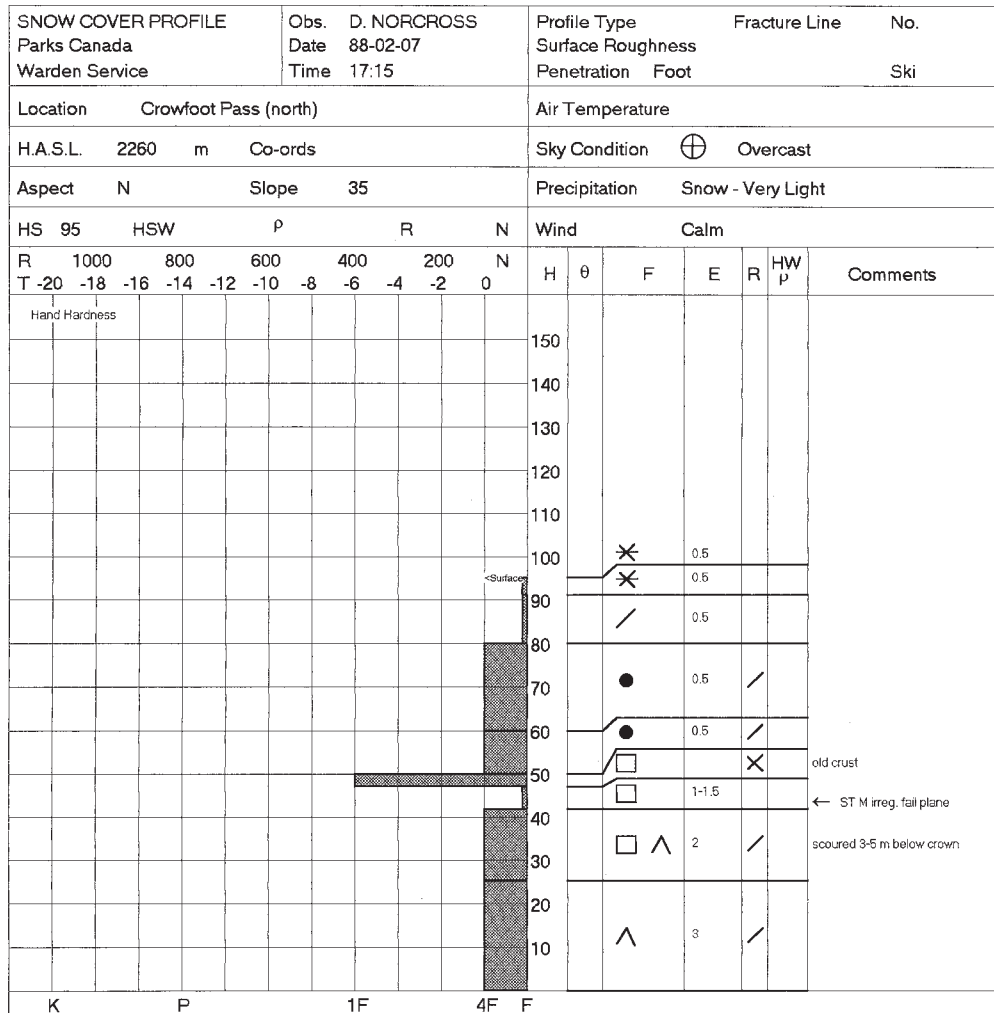 SNOW COVER PROFILE Obs. D. NORCROSS Profile Type Fracture Line No.
Parks Canada Date 88-02-07 Surface Roughness
Warden Service Time 17:15 Penetration Foot Ski
Location Crowfoot Pass (north) Air Temperature
H.A.S.L. 2260 m Co-ords Sky Condition Overcast
Aspect N Slope 35 Precipitation Snow - Very Light
HS 95 HSW ρ R N Wind Calm
R 1000 800 600 400 200 N
T -20 -18 -16 -14 -12 -10 -8 -6 -4 -2 0
H θ F E R HW ρ Comments
Hand Hardness
150
140
130
120
110
100 0.5
<Surface 0.5
90
0.5
80
70 0.5
60 0.5
50 old crust
1-1.5
← ST M irreg. fail plane
40
2 scoured 3-5 m below crown
30
20
3
10
K P 1F 4F F